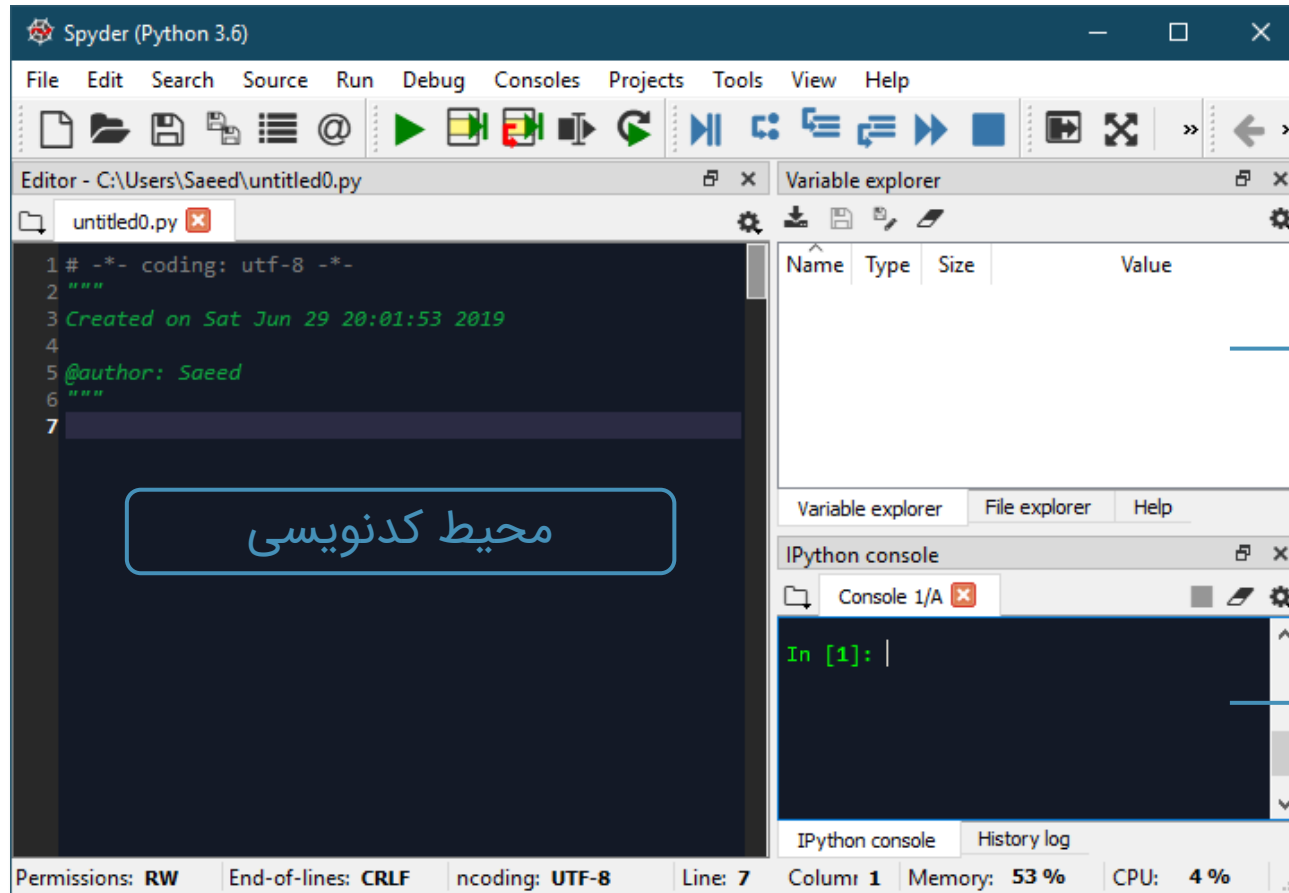 Spyder (Python 3.6)
File Edit Search Source Run Debug Consoles Projects Tools View Help
Editor - C:\Users\Saeed\untitled0.py
untitled0.py
1 # -*- coding: utf-8 -*-
2 """
3 Created on Sat Jun 29 20:01:53 2019
4
5 @author: Saeed
6 """
7
محیط کدنویسی
Variable explorer
Name Type Size Value
Variable explorer File explorer Help
IPython console
Console 1/A
In [1]:
IPython console History log
Permissions: RW End-of-lines: CRLF ncoding: UTF-8 Line: 7 Colum 1 Memory: 53 % CPU: 4 %